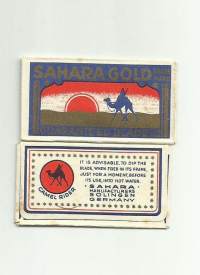 SAHARA GOLD
IT IS ADVISABLE, TO DIP THE
BLADE, WHEN FIXED IN ITS FRAME,
JUST FOR A MOMENT, BEFORE
ITS USE, INTO HOT WATER.
SAHARA
MANUFACTURERS
SOLINGEN
GERMANY
CAMEL RIDER